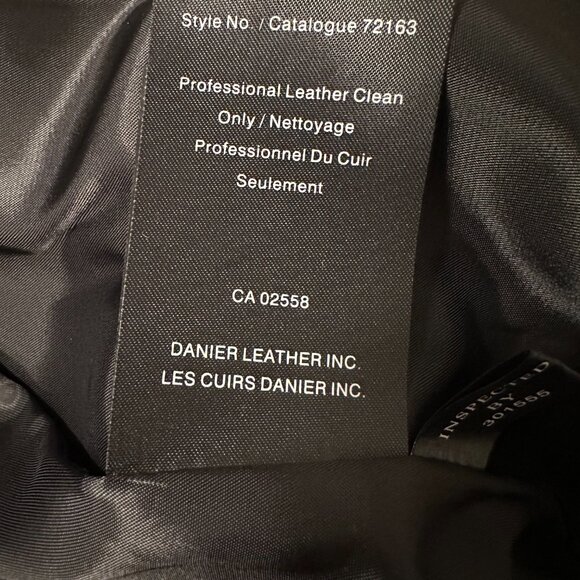 Style No. / Catalogue 72163
Professional Leather Clean
Only / Nettoyage
Professionnel Du Cuir
Seulement
CA 02558
DANIER LEATHER INC.
LES CUIRS DANIER INC.
INSPECTED
BY
301555